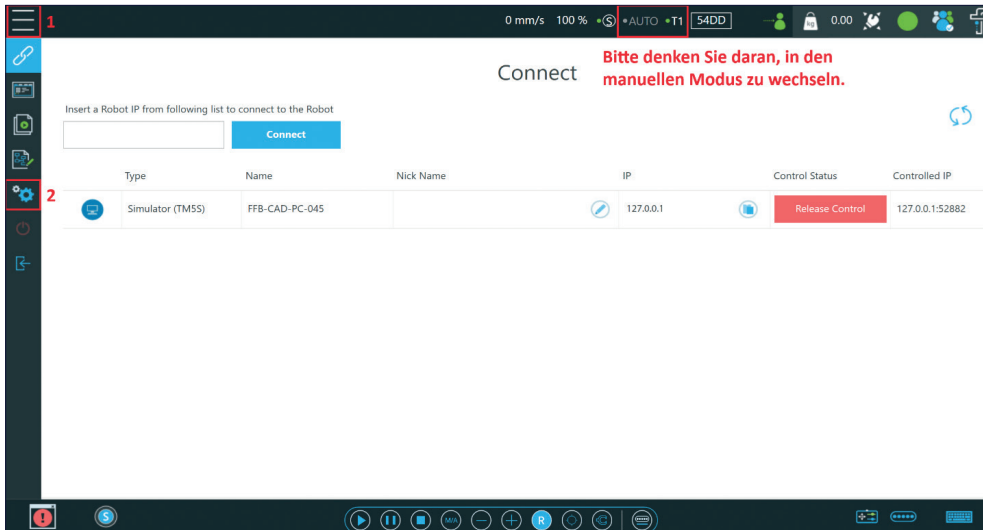 1
0 mm/s 100 % S AUTO T1 54DD kg 0.00
Bitte denken Sie daran, in den
manuellen Modus zu wechseln.
Connect
Insert a Robot IP from following list to connect to the Robot
Connect
Type Name Nick Name IP Control Status Controlled IP
2
Simulator (TM5S) FFB-CAD-PC-045 127.0.0.1 Release Control 127.0.0.1:52882
S M/A R C